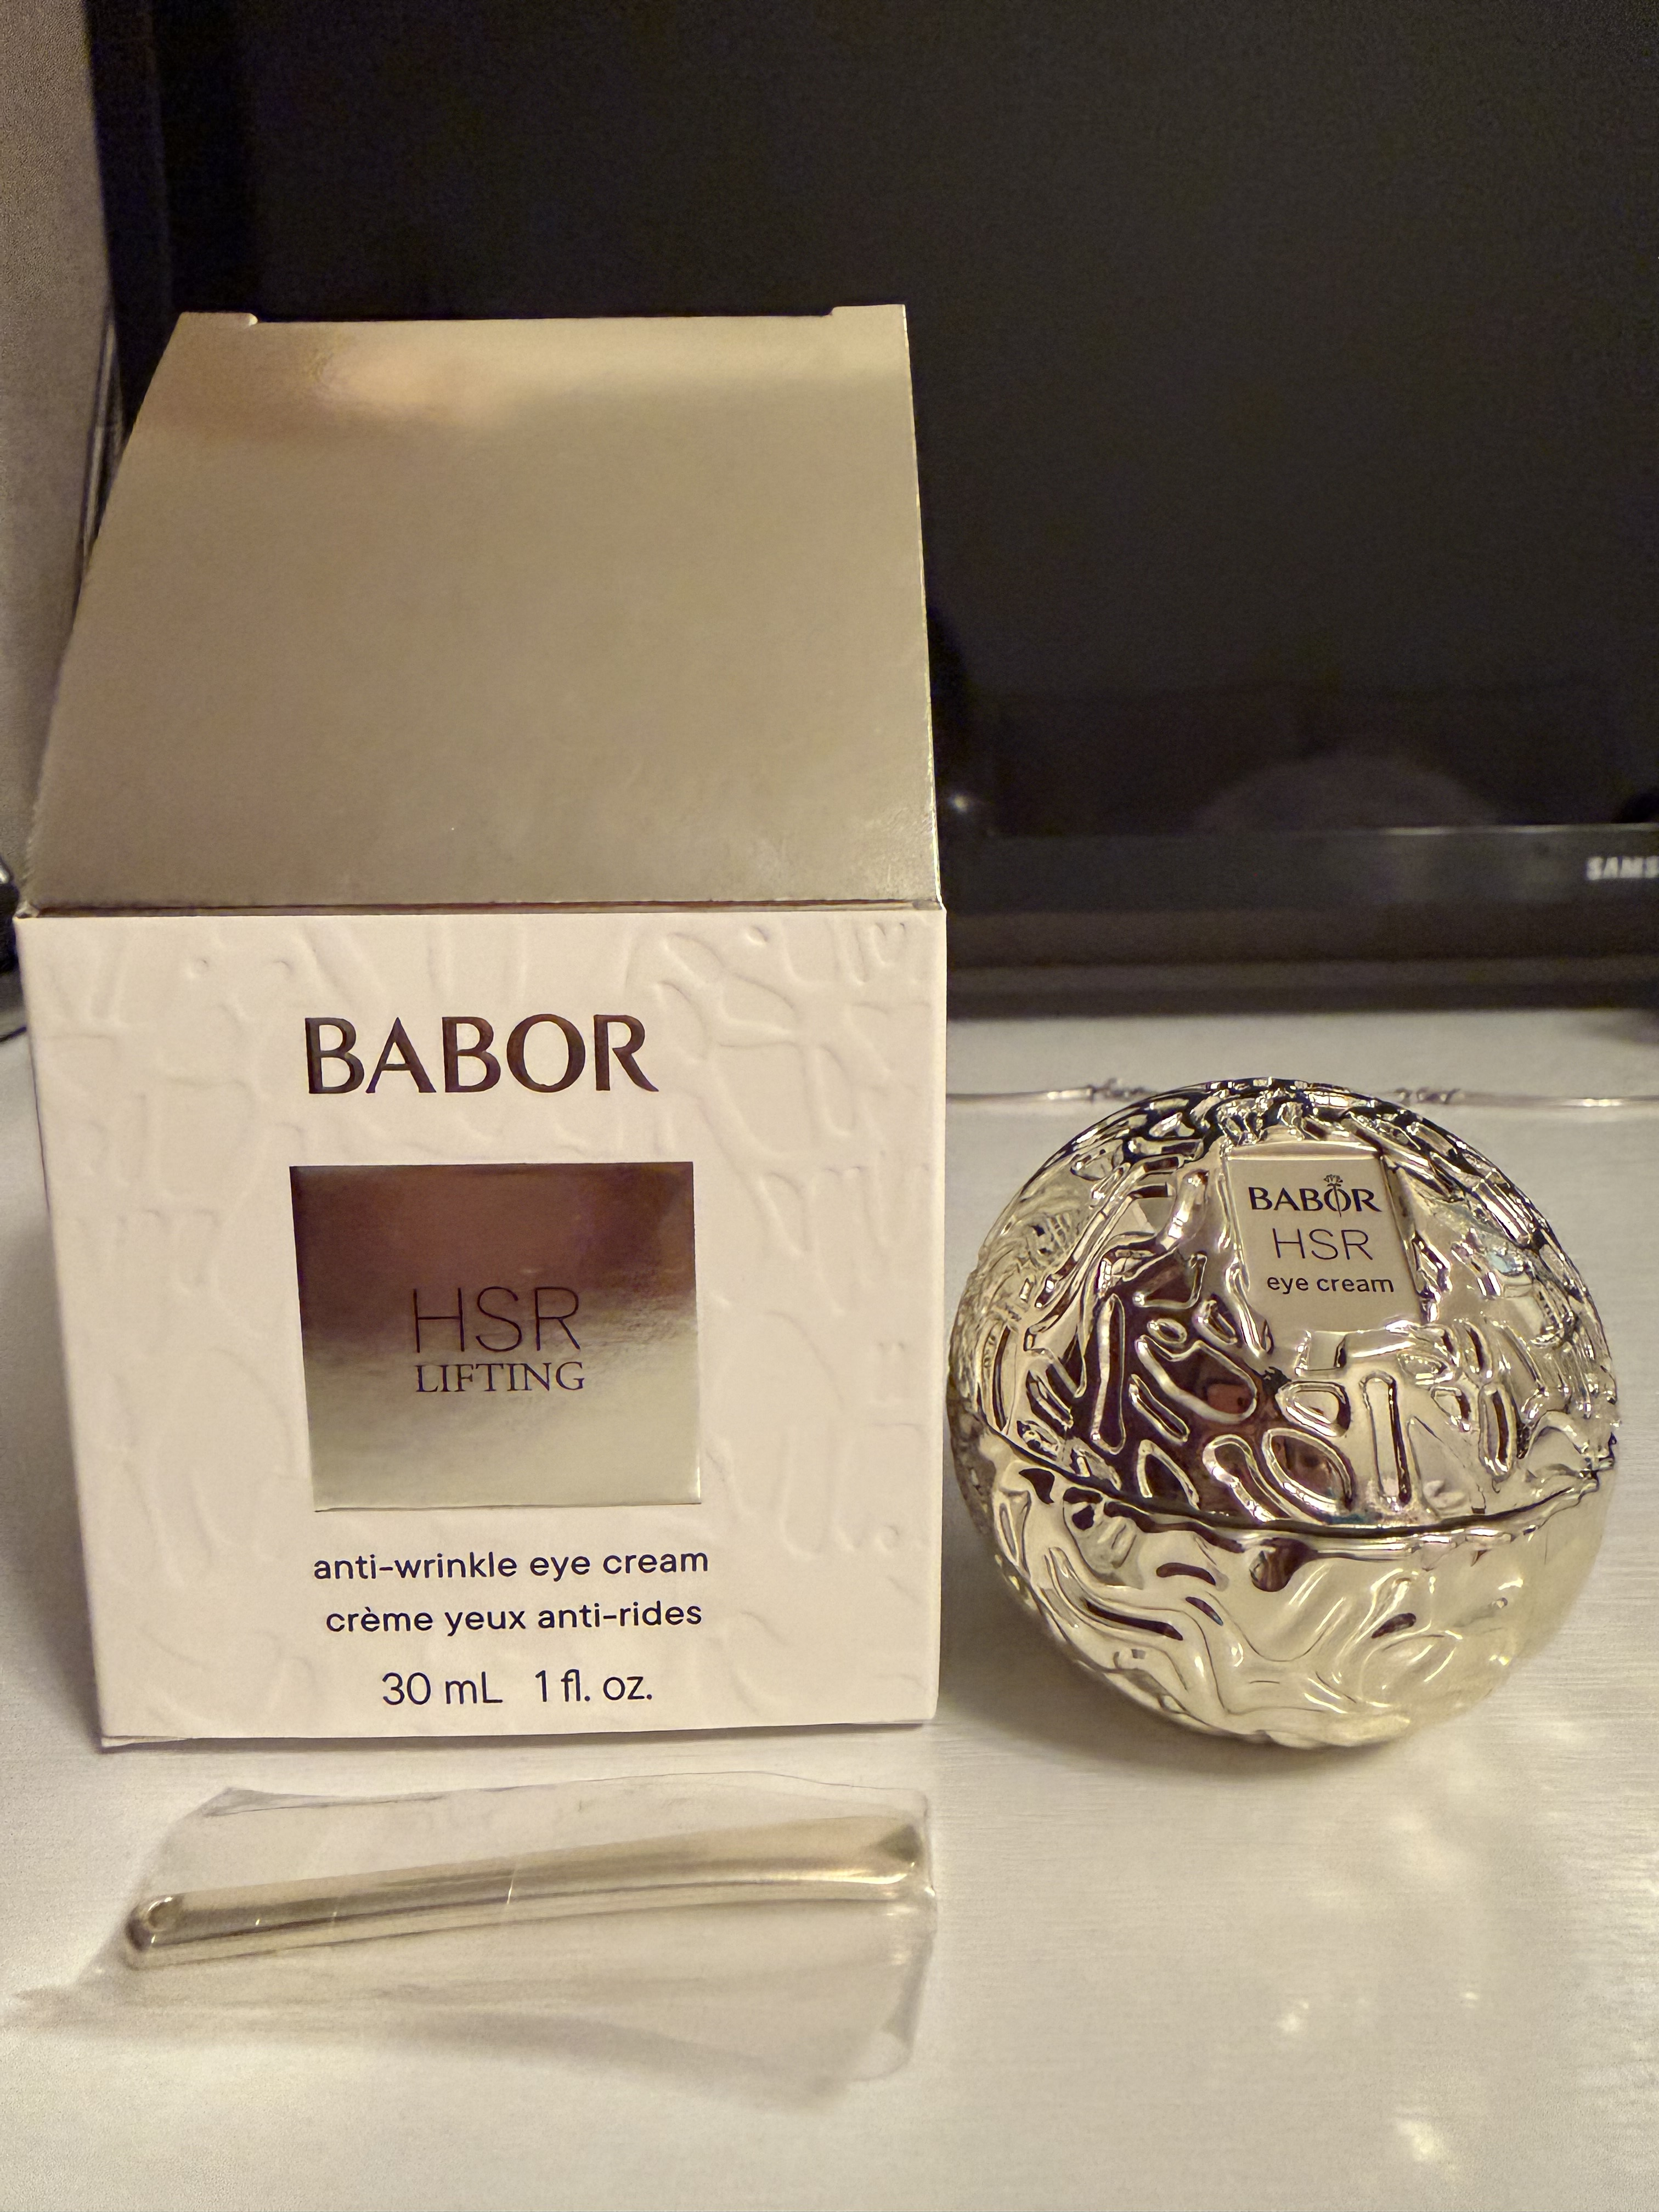 BABOR
HSR
LIFTING
anti-wrinkle eye cream
crème yeux anti-rides
30 mL 1 fl. oz.
BABOR
HSR
eye cream
SAMS